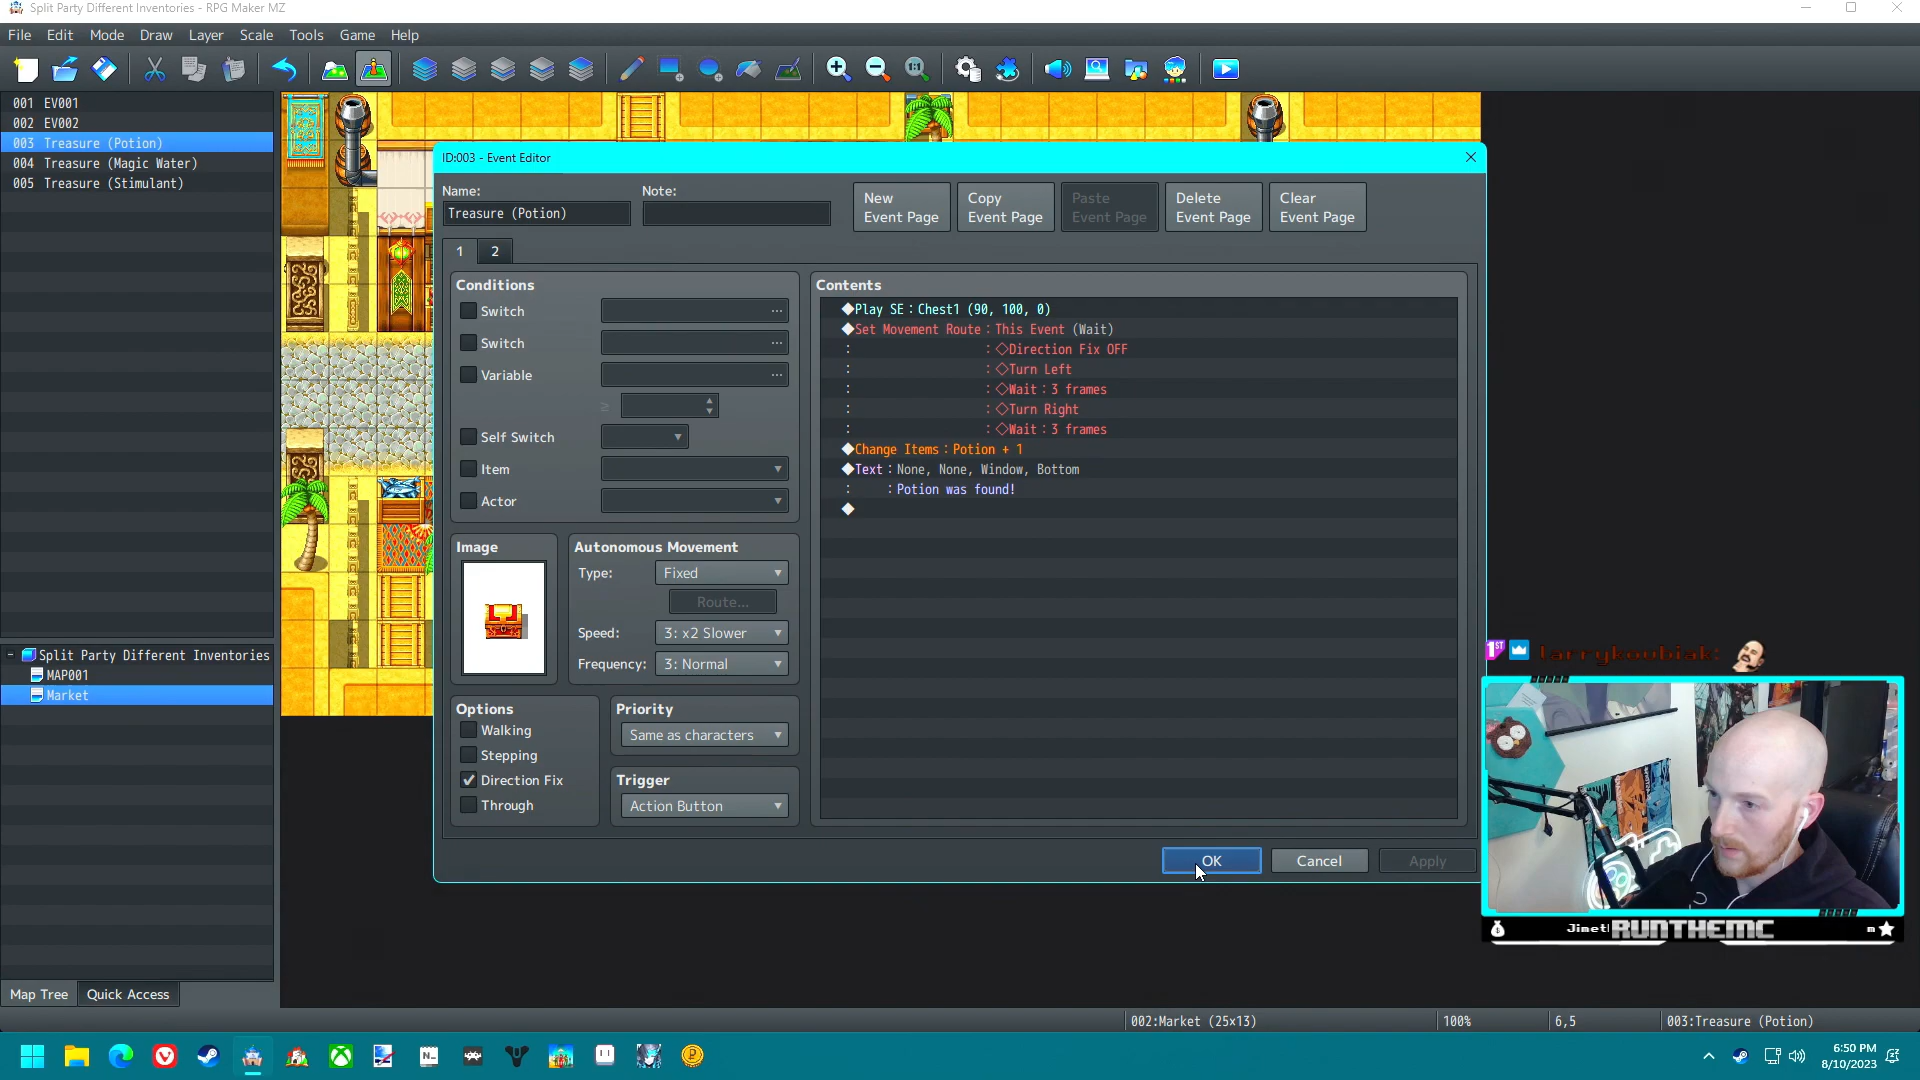 Split Party Different Inventories - RPG Maker MZ
File Edit Mode Draw Layer Scale Tools Game Help
1:1
001 EV001
002 EV002
003 Treasure (Potion)
004 Treasure (Magic Water)
005 Treasure (Stimulant)
ID:003 - Event Editor
Name:
Note:
Treasure (Potion)
New Event Page
Copy Event Page
Paste Event Page
Delete Event Page
Clear Event Page
1 2
Conditions
Switch ...
Switch ...
Variable ...
≥
Self Switch
Item
Actor
Image
Autonomous Movement
Type: Fixed
Route...
Speed: 3: x2 Slower
Frequency: 3: Normal
Options
Walking
Stepping
Direction Fix
Through
Priority
Same as characters
Trigger
Action Button
Contents
◆Play SE : Chest1 (90, 100, 0)
◆Set Movement Route : This Event (Wait)
: : ◇Direction Fix OFF
: : ◇Turn Left
: : ◇Wait : 3 frames
: : ◇Turn Right
: : ◇Wait : 3 frames
◆Change Items : Potion + 1
◆Text : None, None, Window, Bottom
: : Potion was found!
◆
OK Cancel Apply
Split Party Different Inventories
MAP001
Market
Map Tree Quick Access
1ST larrykoubiak:
RUNTHEMC
002:Market (25x13) 100% 6,5 003:Treasure (Potion)
6:50 PM
8/10/2023